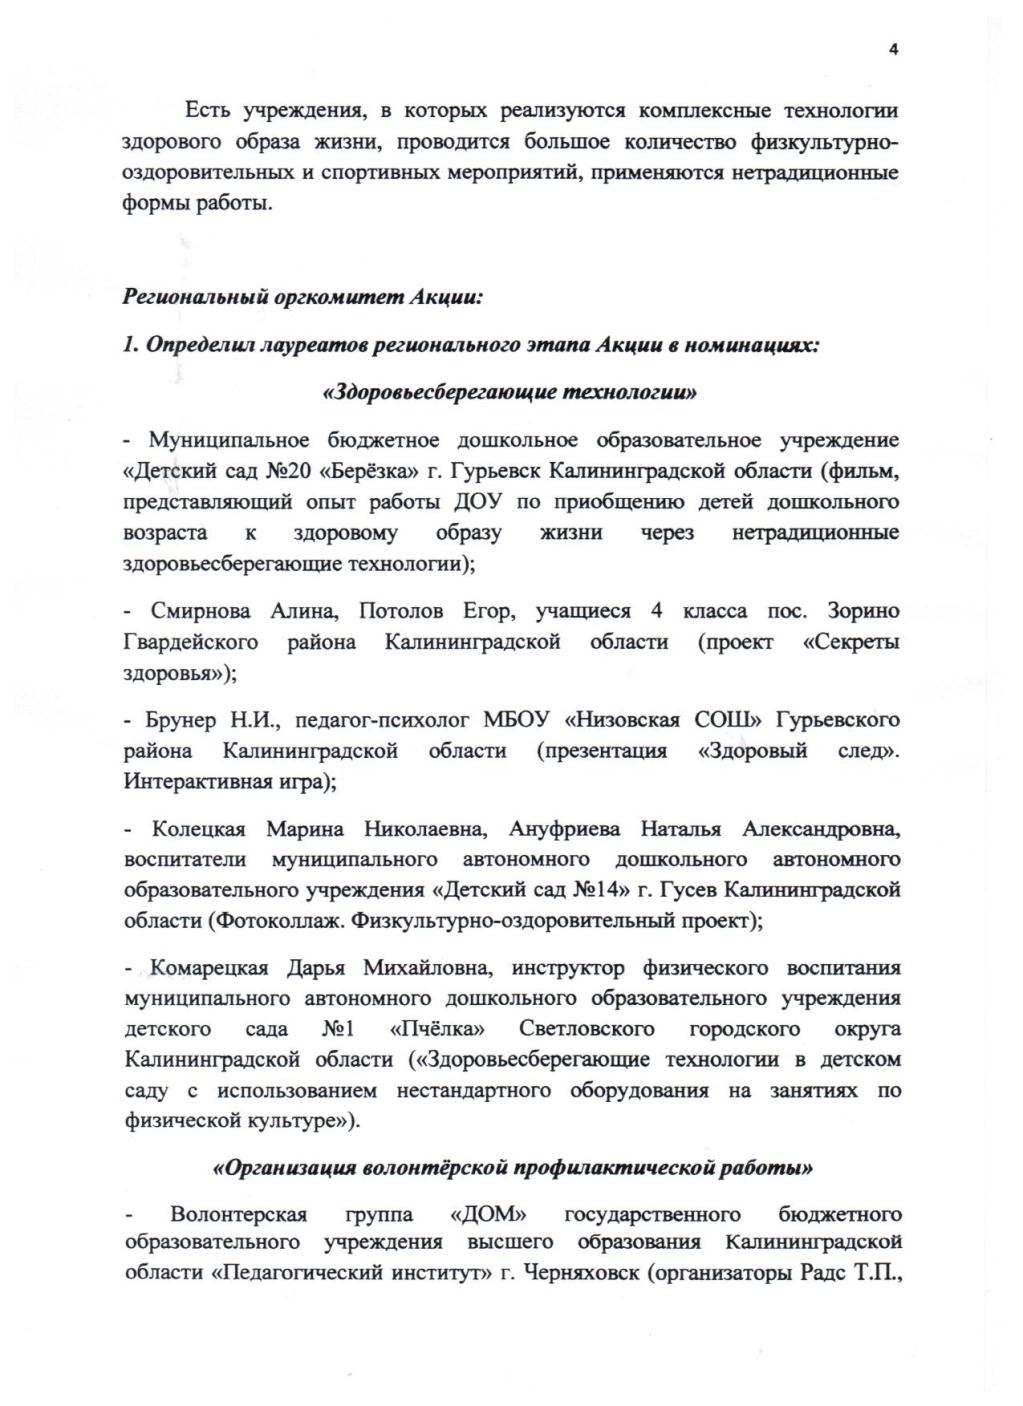 4
Есть учреждения, в которых реализуются комплексные технологии
здорового образа жизни, проводится большое количество физкультурно-
оздоровительных и спортивных мероприятий, применяются нетрадиционные
формы работы.
Региональный оргкомитет Акции:
1. Определил лауреатов регионального этапа Акции в номинациях:
«Здоровьесберегающие технологии»
- Муниципальное бюджетное дошкольное образовательное учреждение
«Детский сад №20 «Берёзка» г. Гурьевск Калининградской области (фильм,
представляющий опыт работы ДОУ по приобщению детей дошкольного
возраста к здоровому образу жизни через нетрадиционные
здоровьесберегающие технологии);
- Смирнова Алина, Потолов Егор, учащиеся 4 класса пос. Зорино
Гвардейского района Калининградской области (проект «Секреты
здоровья»);
- Брунер Н.И., педагог-психолог МБОУ «Низовская СОШ» Гурьевского
района Калининградской области (презентация «Здоровый след».
Интерактивная игра);
- Колецкая Марина Николаевна, Ануфриева Наталья Александровна,
воспитатели муниципального автономного дошкольного автономного
образовательного учреждения «Детский сад №14» г. Гусев Калининградской
области (Фотоколлаж. Физкультурно-оздоровительный проект);
- Комарецкая Дарья Михайловна, инструктор физического воспитания
муниципального автономного дошкольного образовательного учреждения
детского сада №1 «Пчёлка» Светловского городского округа
Калининградской области («Здоровьесберегающие технологии в детском
саду с использованием нестандартного оборудования на занятиях по
физической культуре»).
«Организация волонтёрской профилактической работы»
- Волонтерская группа «ДОМ» государственного бюджетного
образовательного учреждения высшего образования Калининградской
области «Педагогический институт» г. Черняховск (организаторы Радс Т.П.,